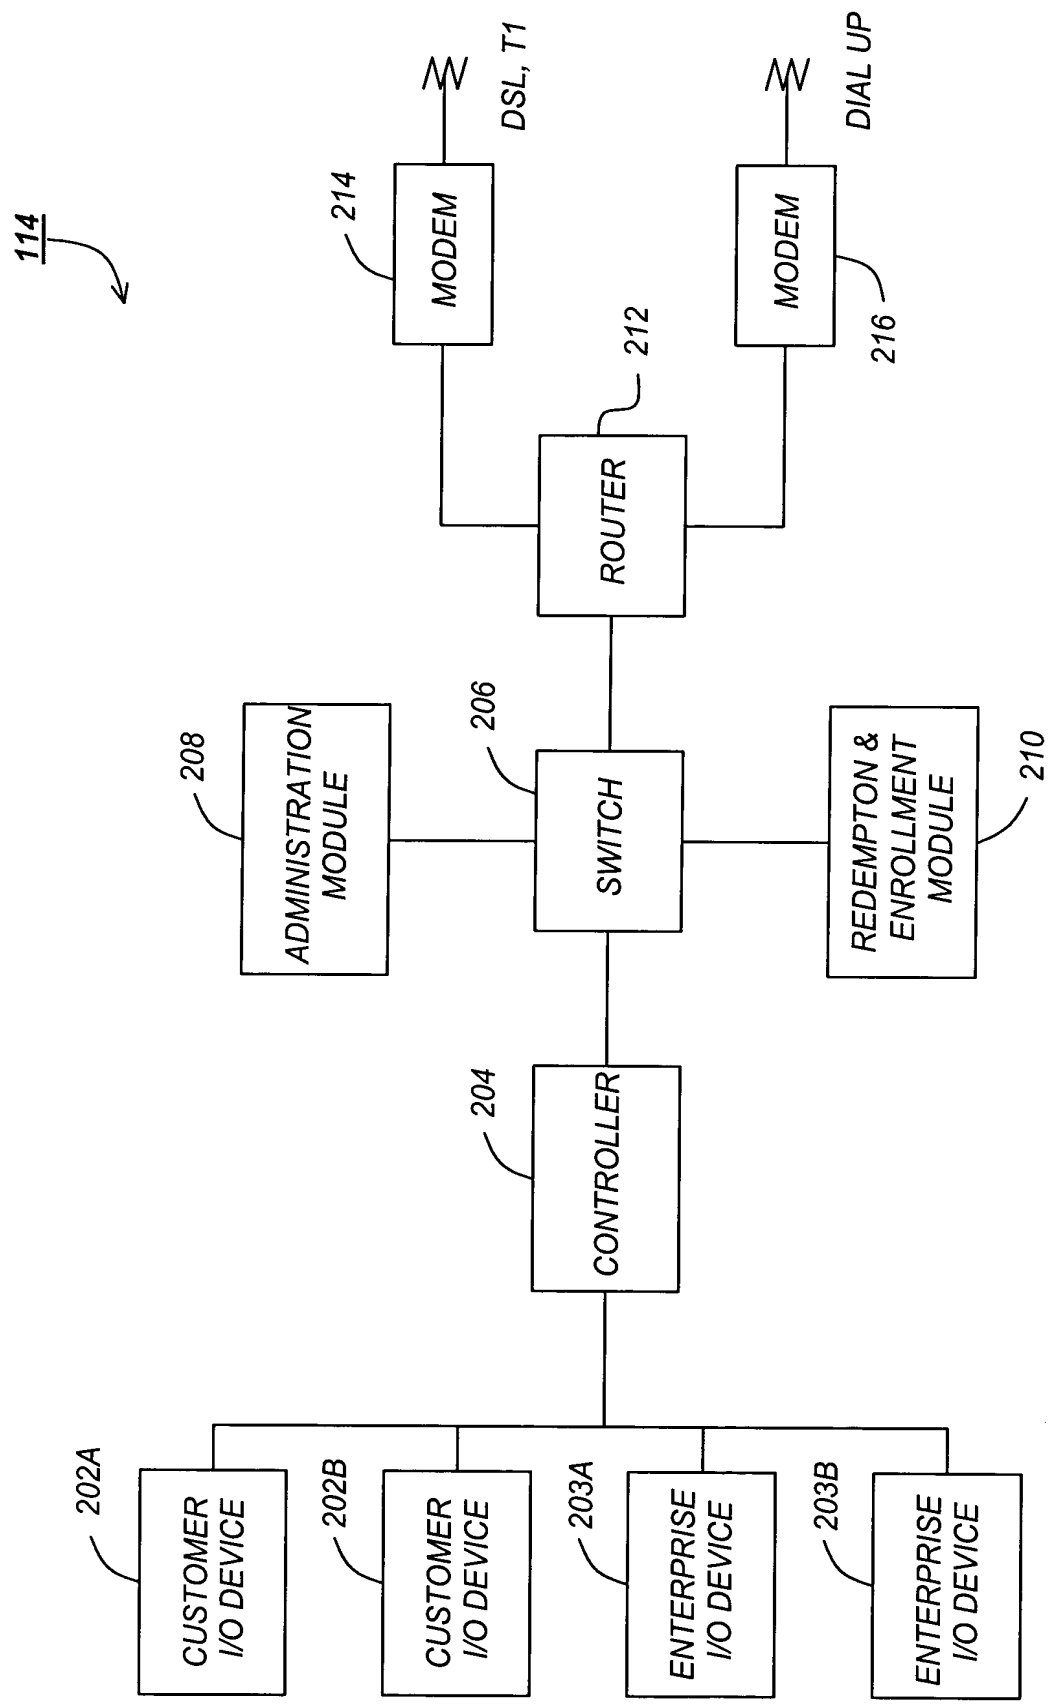 114
202A
CUSTOMER
I/O DEVICE
202B
CUSTOMER
I/O DEVICE
203A
ENTERPRISE
I/O DEVICE
203B
ENTERPRISE
I/O DEVICE
204
CONTROLLER
208
ADMINISTRATION
MODULE
206
SWITCH
REDEMPTON &
ENROLLMENT
MODULE
210
212
ROUTER
214
MODEM
DSL, T1
MODEM
216
DIAL UP